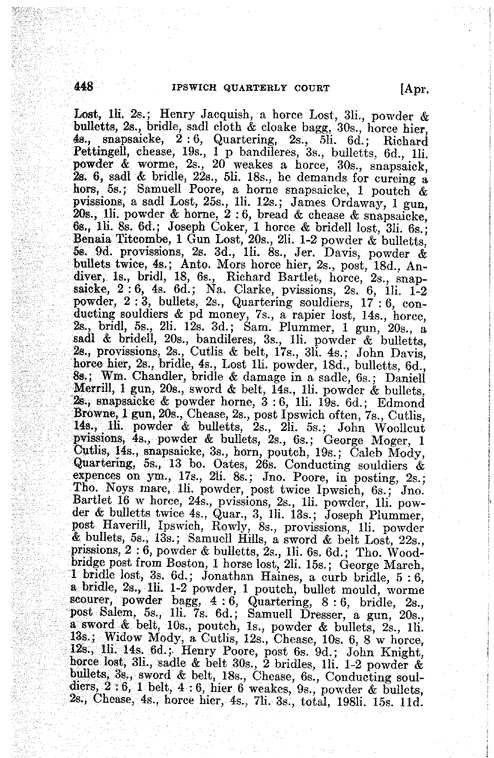 448 IPSWICH QUARTERLY COURT [Apr.
Lost, 1li. 2s.; Henry Jacquish, a horce Lost, 3li., powder &
bulletts, 2s., bridle, sadl cloth & cloake bagg, 30s., horce hier,
4s., snapsaicke, 2 : 6, Quartering, 2s., 5li. 6d.; Richard
Pettingell, chease, 19s., 1 p bandileres, 3s., bulletts, 6d., 1li.
powder & worme, 2s., 20 weakes a horce, 30s., snapsaick,
2s. 6, sadl & bridle, 22s., 5li. 18s., he demands for cureing a
hors, 5s.; Samuell Poore, a horne snapsaicke, 1 poutch &
pvissions, a sadl Lost, 25s., 1li. 12s.; James Ordaway, 1 gun,
20s., 1li. powder & horne, 2 : 6, bread & chease & snapsaicke,
6s., 1li. 8s. 6d.; Joseph Coker, 1 horce & bridell lost, 3li. 6s.;
Benaia Titcombe, 1 Gun Lost, 20s., 2li. 1-2 powder & bulletts,
5s. 9d. provissions, 2s. 3d., 1li. 8s., Jer. Davis, powder &
bullets twice, 4s.; Anto. Mors horce hier, 2s., post, 18d., An-
diver, 1s., bridl, 18, 6s., Richard Bartlet, horce, 2s., snap-
saicke, 2 : 6, 4s. 6d.; Na. Clarke, pvissions, 2s. 6, 1li. 1-2
powder, 2 : 3, bullets, 2s., Quartering souldiers, 17 : 6, con-
ducting souldiers & pd money, 7s., a rapier lost, 14s., horce,
2s., bridl, 5s., 2li. 12s. 3d.; Sam. Plummer, 1 gun, 20s., a
sadl & bridell, 20s., bandileres, 3s., 1li. powder & bulletts,
2s., provissions, 2s., Cutlis & belt, 17s., 3li. 4s.; John Davis,
horce hier, 2s., bridle, 4s., Lost 1li. powder, 18d., bulletts, 6d.,
8s.; Wm. Chandler, bridle & damage in a sadle, 6s.; Daniell
Merrill, 1 gun, 20s., sword & belt, 14s., 1li. powder & bulletts,
2s., snapsaicke & powder horne, 3 : 6, 1li. 19s. 6d.; Edmond
Browne, 1 gun, 20s., Chease, 2s., post Ipswich often, 7s., Cutlis,
14s., 1li. powder & bulletts, 2s., 2li. 5s.; John Woollcut
pvissions, 4s., powder & bullets, 2s., 6s.; George Moger, 1
Cutlis, 14s., snapsaicke, 3s., horn, poutch, 19s.; Caleb Mody,
Quartering, 5s., 13 bo. Oates, 26s. Conducting souldiers &
expences on ym., 17s., 2li. 8s.; Jno. Poore, in posting, 2s.;
Tho. Noys mare, 1li. powder, post twice Ipwsich, 6s.; Jno.
Bartlet 16 w horce, 24s., pvissions, 2s., 1li. powder, 1li. pow-
der & bulletts twice 4s., Quar., 3, 1li. 13s.; Joseph Plummer,
post Haverill, Ipswich, Rowly, 8s., provissions, 1li. powder
& bullets, 5s., 13s.; Samuell Hills, a sword & belt Lost, 22s.,
prissions, 2 : 6, powder & bulletts, 2s., 1li. 6s. 6d.; Tho. Wood-
bridge post from Boston, 1 horse lost, 2li. 15s.; George March,
1 bridle lost, 3s. 6d.; Jonathan Haines, a curb bridle, 5 : 6,
a bridle, 2s., 1li. 1-2 powder, 1 poutch, bullet mould, worme
scourer, powder bagg, 4 : 6, Quartering, 8 : 6, bridle, 2s.,
post Salem, 5s., 1li. 7s. 6d.; Samuell Dresser, a gun, 20s.,
a sword & belt, 10s., poutch, 1s., powder & bullets, 2s., 1li.
13s.; Widow Mody, a Cutlis, 12s., Chease, 10s. 6, 8 w horce,
12s., 1li. 14s. 6d.; Henry Poore, post 6s. 9d.; John Knight,
horce lost, 3li., sadle & belt 30s., 2 bridles, 1li. 1-2 powder &
bullets, 3s., sword & belt, 18s., Chease, 6s., Conducting soul-
diers, 2 : 6, 1 belt, 4 : 6, hier 6 weakes, 9s., powder & bullets,
2s., Chease, 4s., horce hier, 4s., 7li. 3s., total, 198li. 15s. 11d.